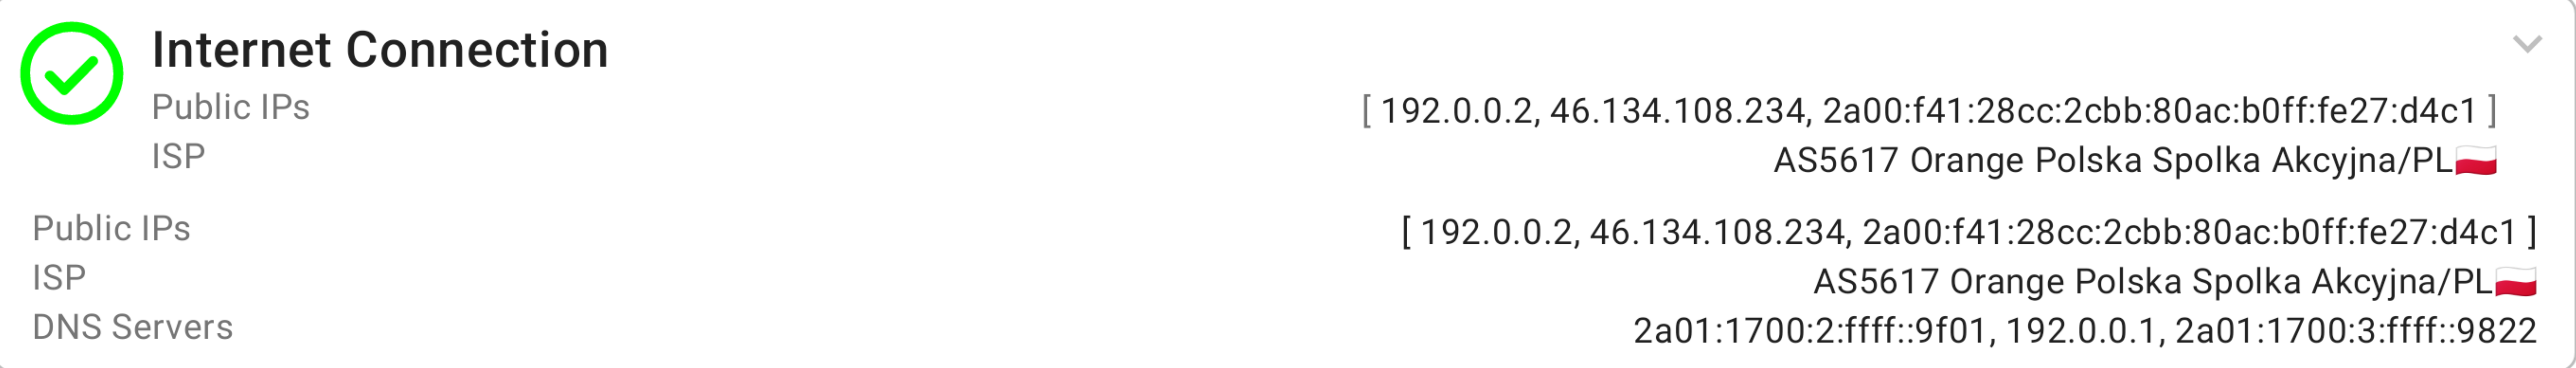 Internet Connection
Public IPs [ 192.0.0.2, 46.134.108.234, 2a00:f41:28cc:2cbb:80ac:b0ff:fe27:d4c1 ]
ISP AS5617 Orange Polska Spolka Akcyjna/PL🇵🇱
Public IPs [ 192.0.0.2, 46.134.108.234, 2a00:f41:28cc:2cbb:80ac:b0ff:fe27:d4c1 ]
ISP AS5617 Orange Polska Spolka Akcyjna/PL🇵🇱
DNS Servers 2a01:1700:2:ffff::9f01, 192.0.0.1, 2a01:1700:3:ffff::9822